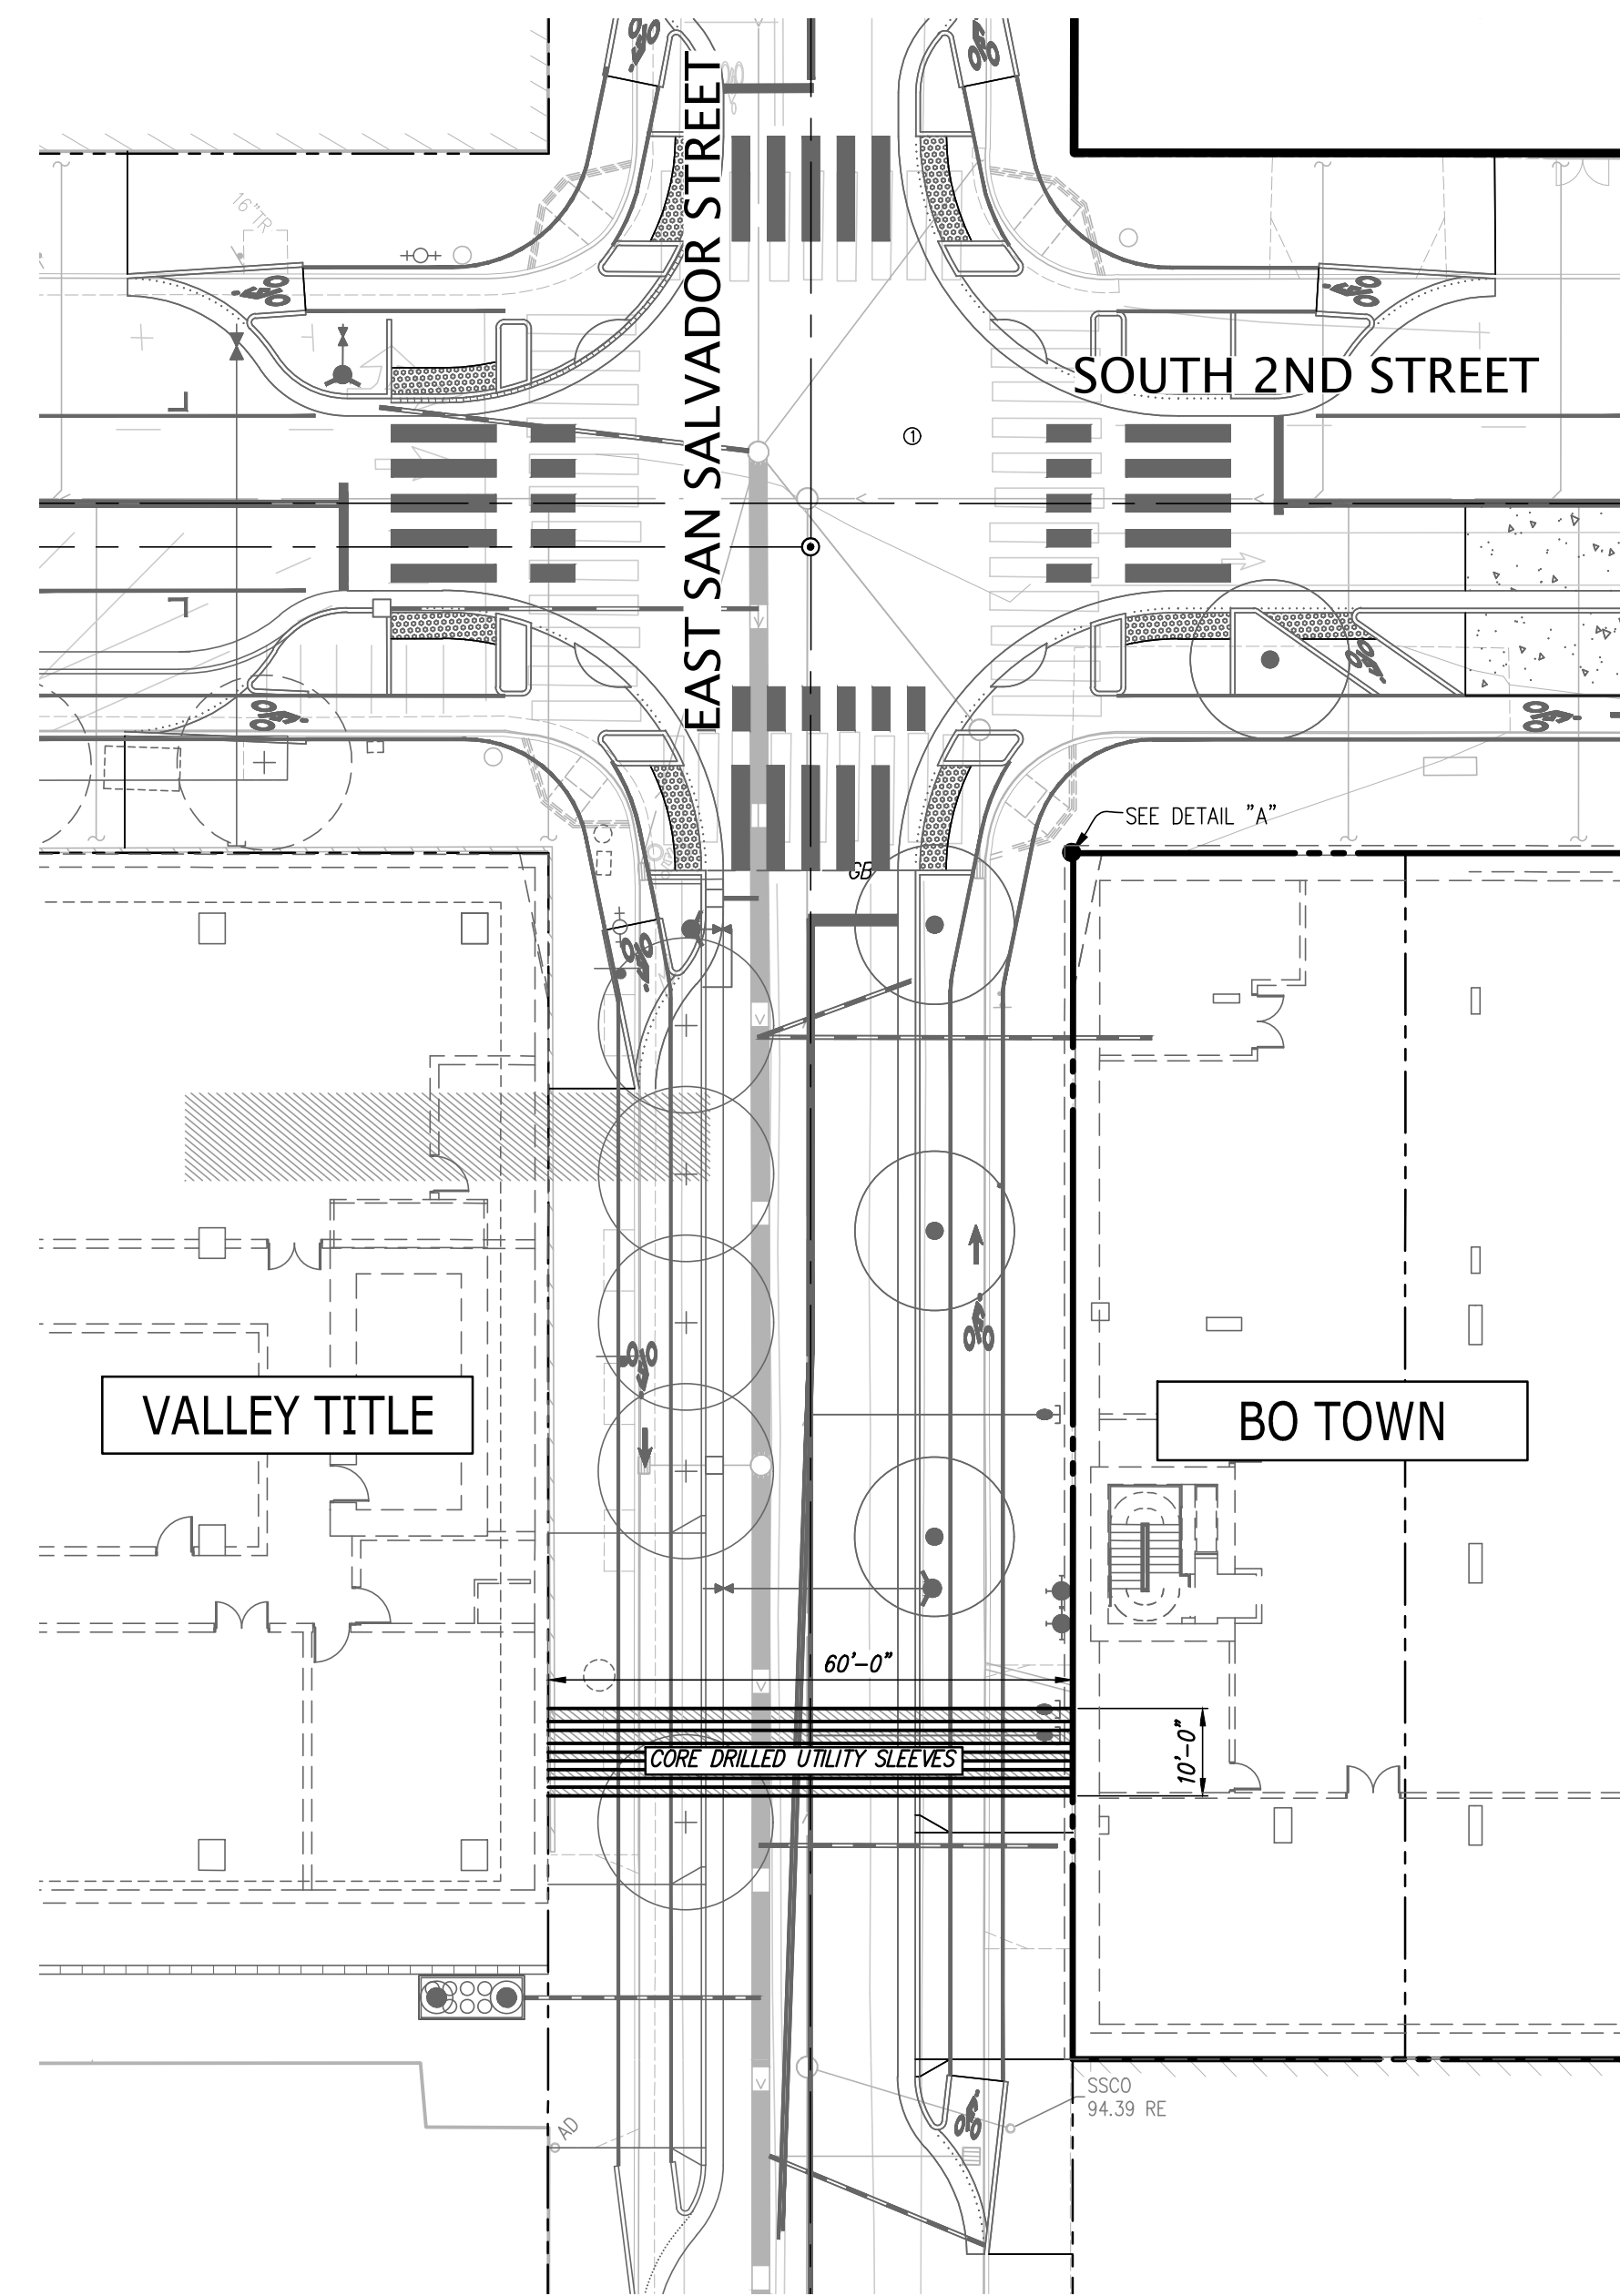 EAST SAN SALVADOR STREET
16"TR
SOUTH 2ND STREET
1
SEE DETAIL "A"
GB
VALLEY TITLE
BO TOWN
60'-0"
CORE DRILLED UTILITY SLEEVES
10'-0"
SSCO
94.39 RE
AD